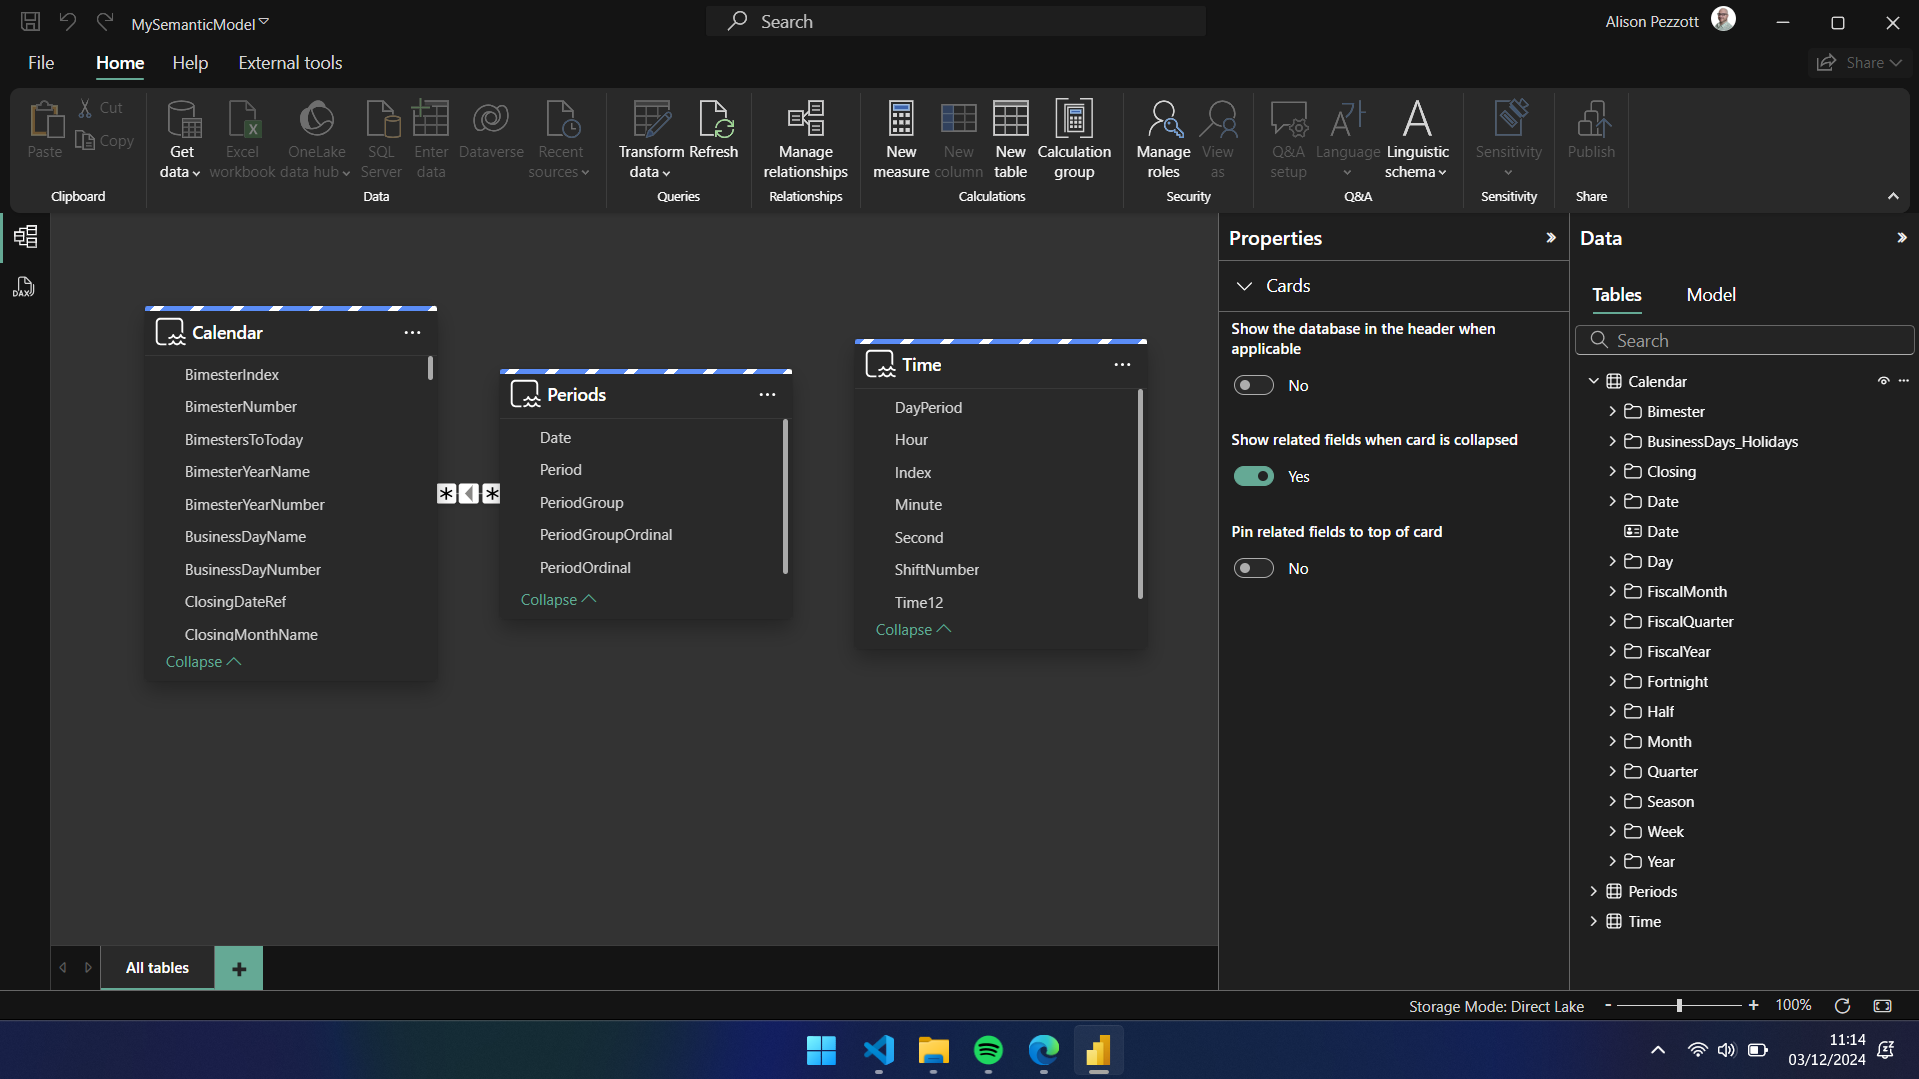 MySemanticModel
Search
Alison Pezzott
File
Home
Help
External tools
Share
Paste
Cut
Copy
Clipboard
Get data
Excel workbook
OneLake data hub
SQL Server
Enter data
Dataverse
Recent sources
Data
Transform data
Refresh
Queries
Manage relationships
Relationships
New measure
New column
New table
Calculation group
Calculations
Manage roles
View as
Security
Q&A setup
Language
Linguistic schema
Q&A
Sensitivity
Sensitivity
Publish
Share
DAX
Calendar
BimesterIndex
BimesterNumber
BimestersToToday
BimesterYearName
BimesterYearNumber
BusinessDayName
BusinessDayNumber
ClosingDateRef
ClosingMonthName
Collapse
Periods
Date
Period
PeriodGroup
PeriodGroupOrdinal
PeriodOrdinal
Collapse
Time
DayPeriod
Hour
Index
Minute
Second
ShiftNumber
Time12
Collapse
Properties
Cards
Show the database in the header when
applicable
No
Show related fields when card is collapsed
Yes
Pin related fields to top of card
No
Data
Tables
Model
Search
Calendar
Bimester
BusinessDays_Holidays
Closing
Date
Date
Day
FiscalMonth
FiscalQuarter
FiscalYear
Fortnight
Half
Month
Quarter
Season
Week
Year
Periods
Time
All tables
Storage Mode: Direct Lake
100%
11:14
03/12/2024